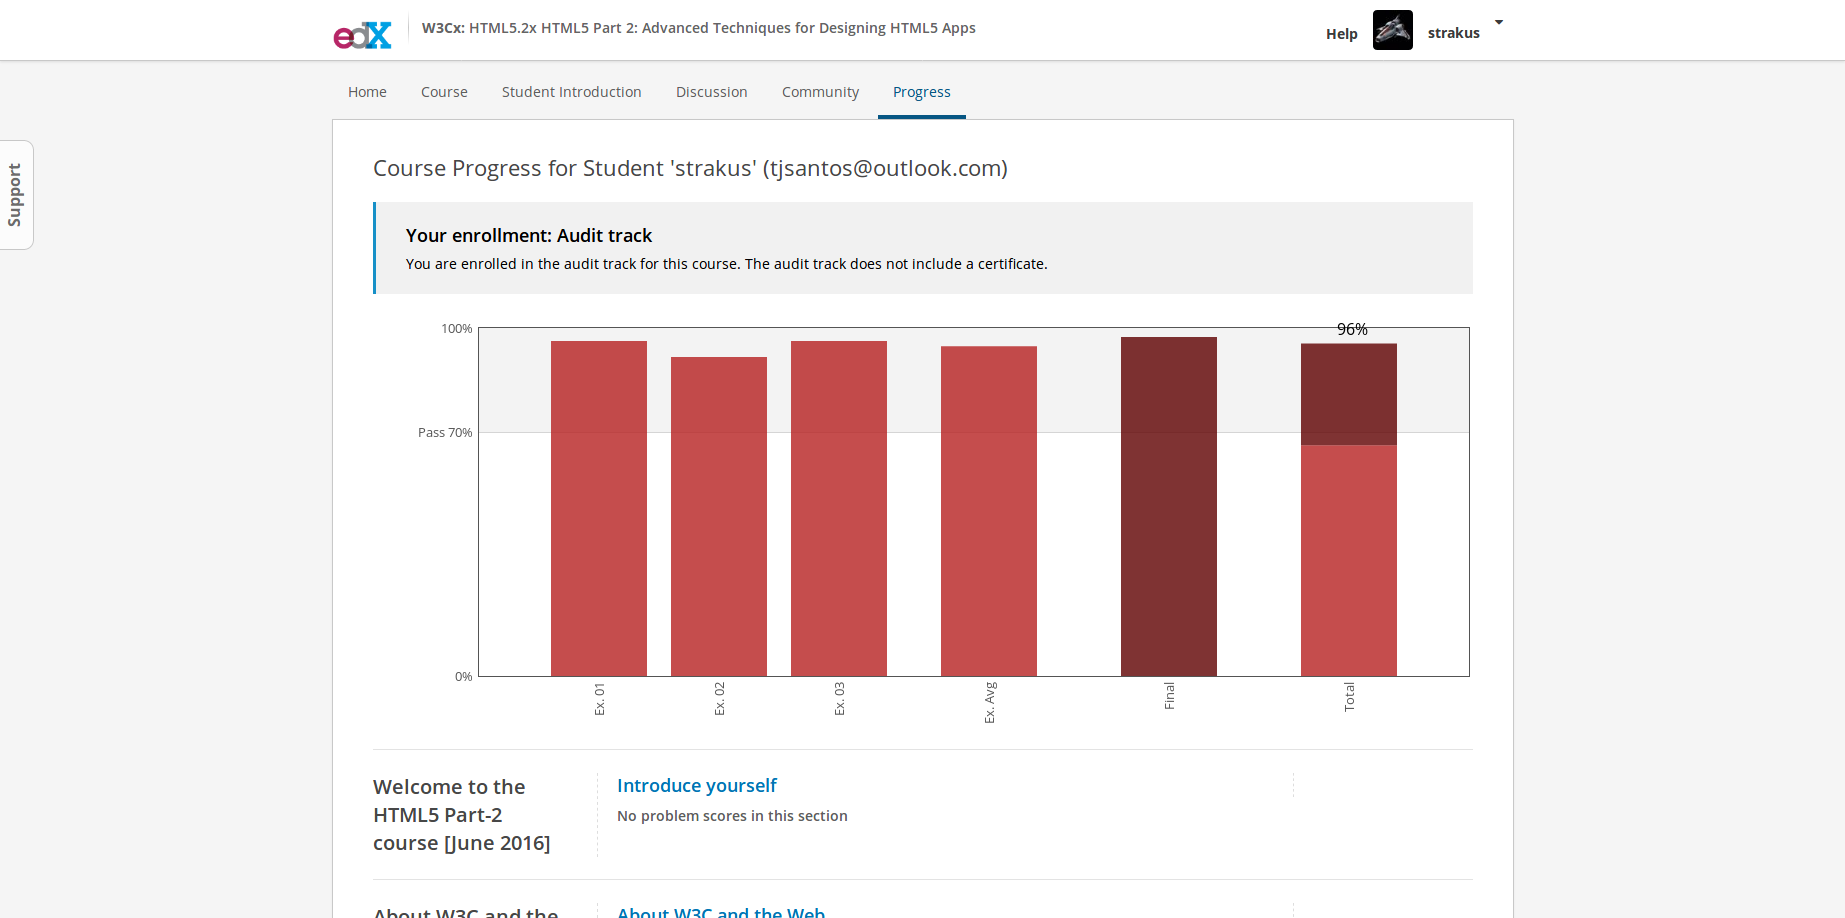 edX
W3Cx: HTML5.2x HTML5 Part 2: Advanced Techniques for Designing HTML5 Apps
Help
strakus
Home
Course
Student Introduction
Discussion
Community
Progress
Support
Course Progress for Student 'strakus' (tjsantos@outlook.com)
Your enrollment: Audit track
You are enrolled in the audit track for this course. The audit track does not include a certificate.
100%
96%
Pass 70%
0%
Ex. 01
Ex. 02
Ex. 03
Ex. Avg
Final
Total
Welcome to the
HTML5 Part-2
course [June 2016]
Introduce yourself
No problem scores in this section
About W3C and the
About W3C and the Web